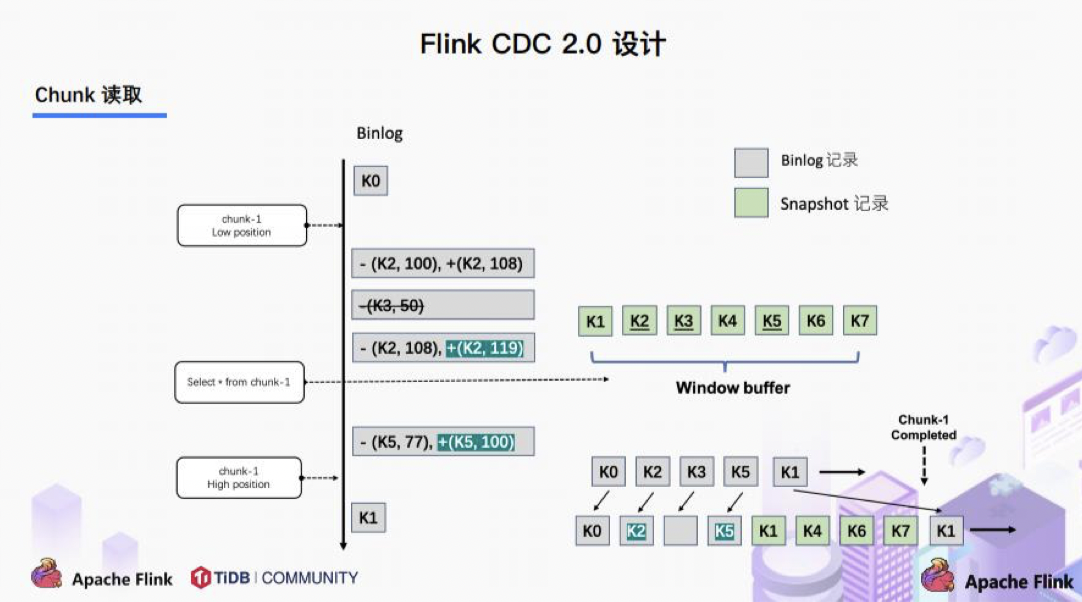 Flink CDC 2.0 设计
Chunk 读取
Binlog
K0
chunk-1
Low position
- (K2, 100), +(K2, 108)
-(K3, 50)
- (K2, 108), +(K2, 119)
Select * from chunk-1
- (K5, 77), +(K5, 100)
chunk-1
High position
K1
Binlog 记录
Snapshot 记录
K1 K2 K3 K4 K5 K6 K7
Window buffer
Chunk-1
Completed
K0 K2 K3 K5 K1
K0 K2 K5 K1 K4 K6 K7 K1
Apache Flink
TiDB | COMMUNITY
Apache Flink